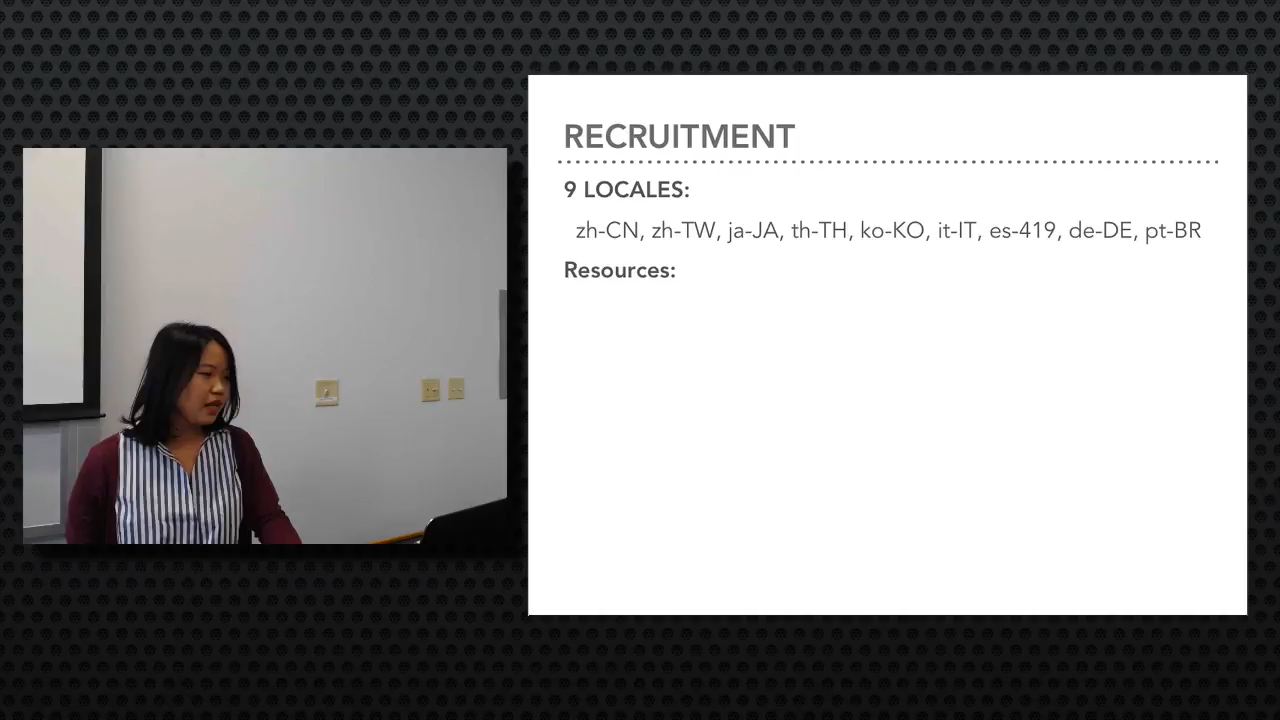 RECRUITMENT
9 LOCALES:
zh-CN, zh-TW, ja-JA, th-TH, ko-KO, it-IT, es-419, de-DE, pt-BR
Resources: